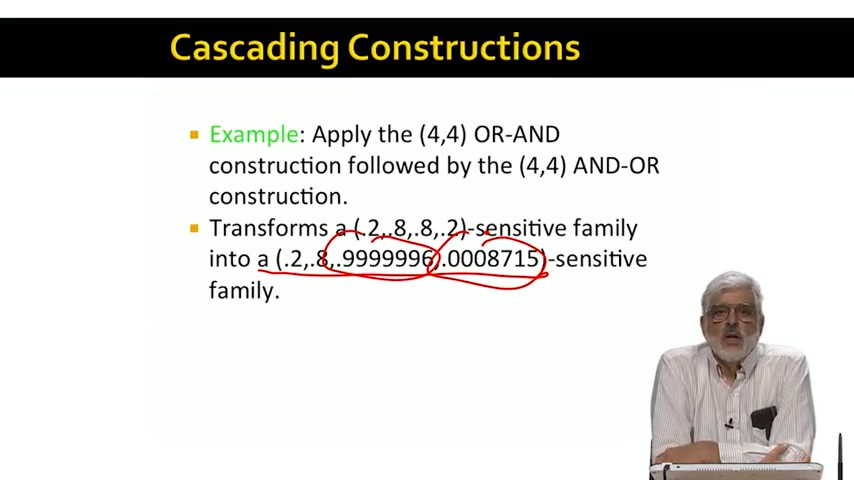 Cascading Constructions
Example: Apply the (4,4) OR-AND
construction followed by the (4,4) AND-OR
construction.
Transforms a (.2,.8,.8,.2)-sensitive family
into a (.2,.8,.9999996,.0008715)-sensitive
family.